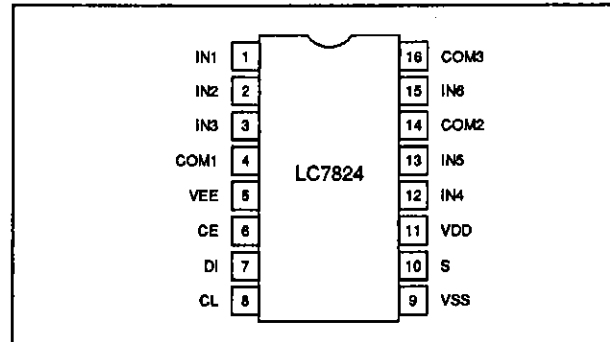 IN1 1 16 COM3
IN2 2 15 IN6
IN3 3 14 COM2
COM1 4 13 IN5
LC7824
VEE 5 12 IN4
CE 6 11 VDD
DI 7 10 S
CL 8 9 VSS